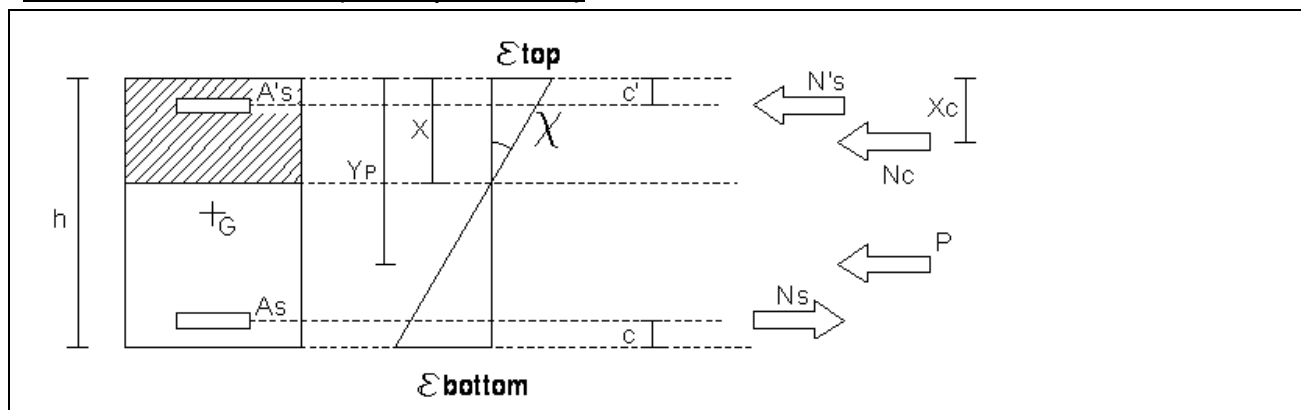 εtop
A's
c'
N's
Xc
X
χ
Nc
YP
h
G
P
As
Ns
c
εbottom